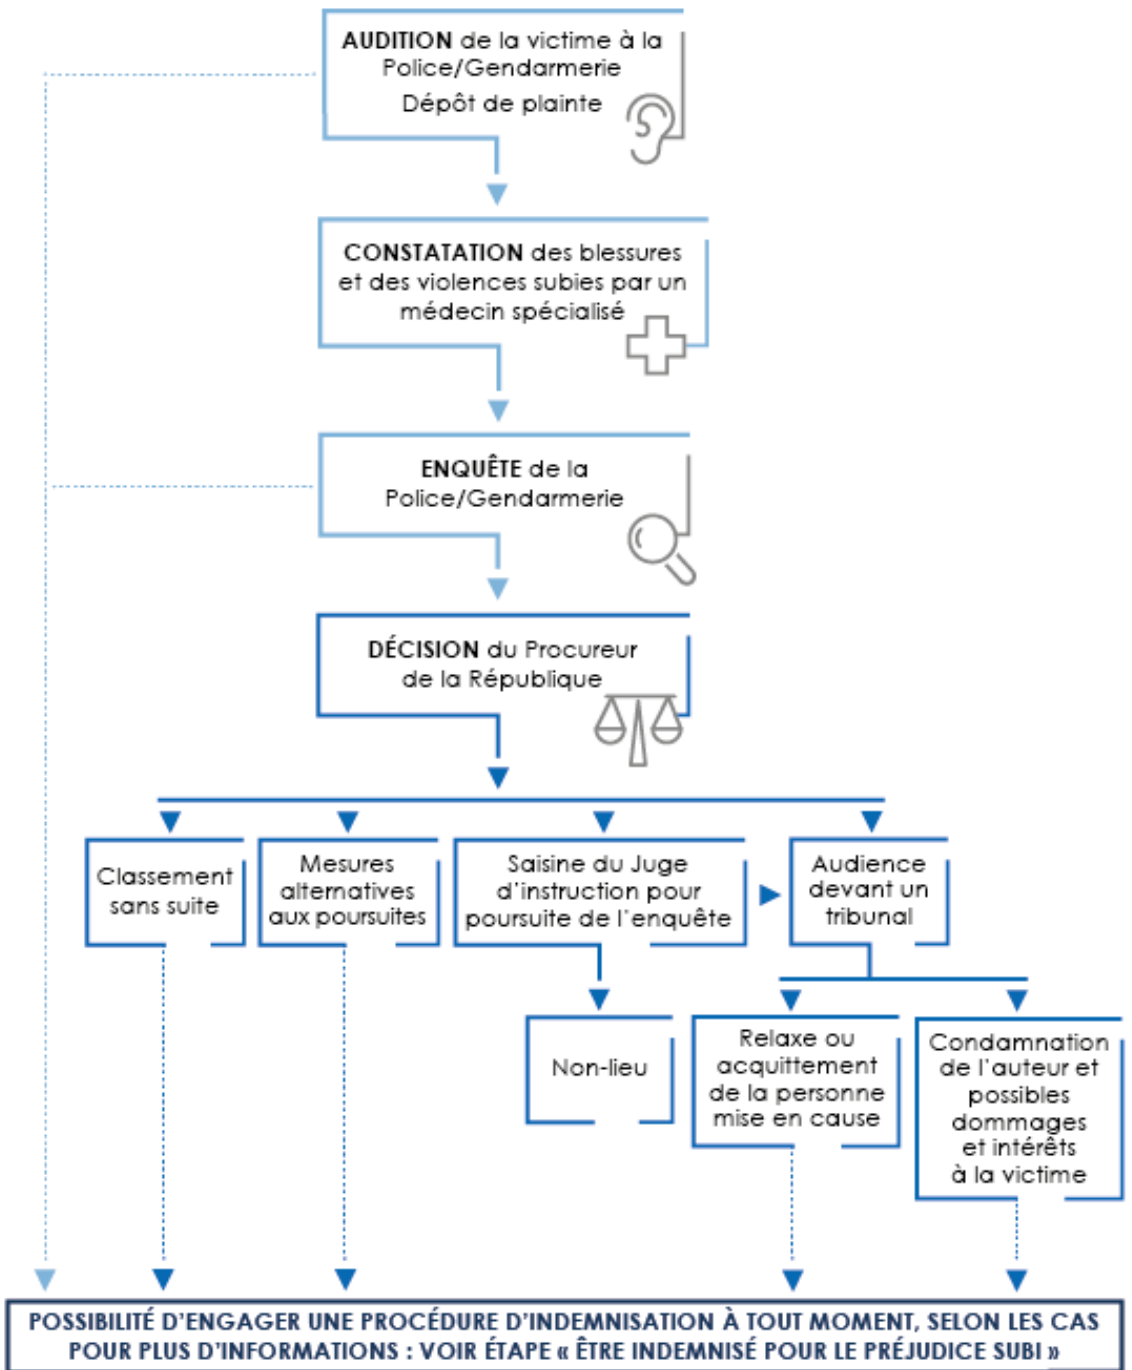 AUDITION de la victime à la
Police/Gendarmerie
Dépôt de plainte
CONSTATATION des blessures
et des violences subies par un
médecin spécialisé
ENQUÊTE de la
Police/Gendarmerie
DÉCISION du Procureur
de la République
Classement
sans suite
Mesures
alternatives
aux poursuites
Saisine du Juge
d'instruction pour
poursuite de l'enquête
Audience
devant un
tribunal
Non-lieu
Relaxe ou
acquittement
de la personne
mise en cause
Condamnation
de l'auteur et
possibles
dommages
et intérêts
à la victime
POSSIBILITÉ D'ENGAGER UNE PROCÉDURE D'INDEMNISATION À TOUT MOMENT, SELON LES CAS
POUR PLUS D'INFORMATIONS : VOIR ÉTAPE « ÊTRE INDEMNISÉ POUR LE PRÉJUDICE SUBI »